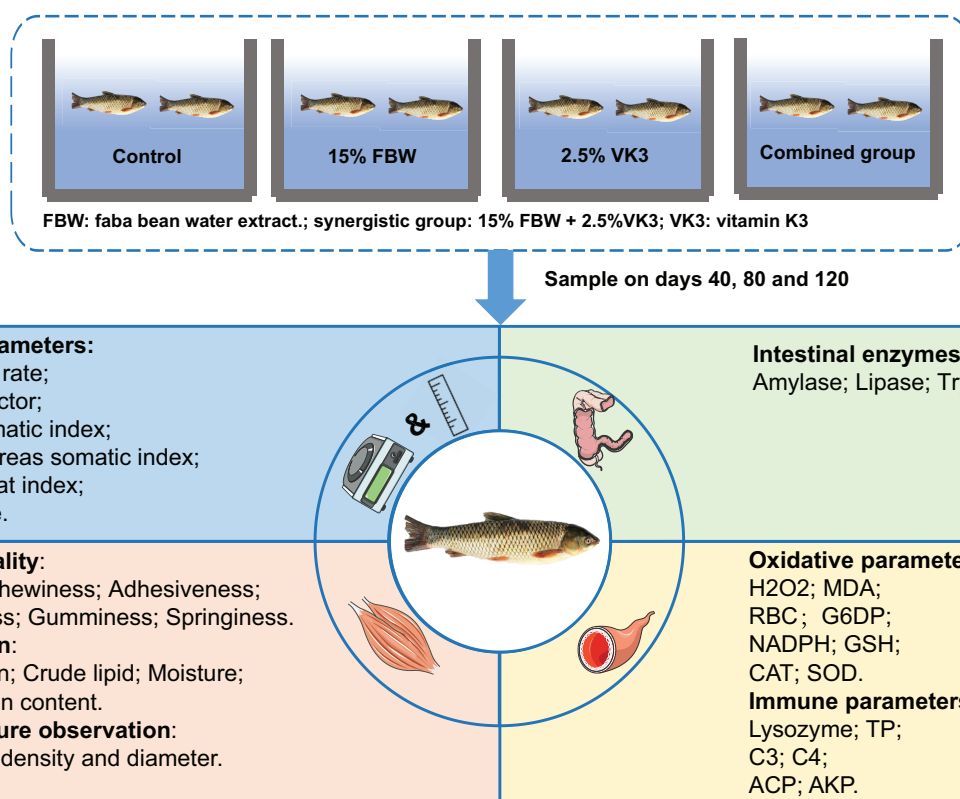 Control
15% FBW
2.5% VK3
Combined group
FBW: faba bean water extract.; synergistic group: 15% FBW + 2.5%VK3; VK3: vitamin K3
Sample on days 40, 80 and 120
ameters:
rate;
ctor;
matic index;
reas somatic index;
at index;
&
Intestinal enzymes
Amylase; Lipase; Tr
ality:
hewiness; Adhesiveness;
ss; Gumminess; Springiness.
n:
n; Crude lipid; Moisture;
n content.
ure observation:
density and diameter.
Oxidative paramete
H2O2; MDA;
RBC; G6DP;
NADPH; GSH;
CAT; SOD.
Immune parameters
Lysozyme; TP;
C3; C4;
ACP; AKP.